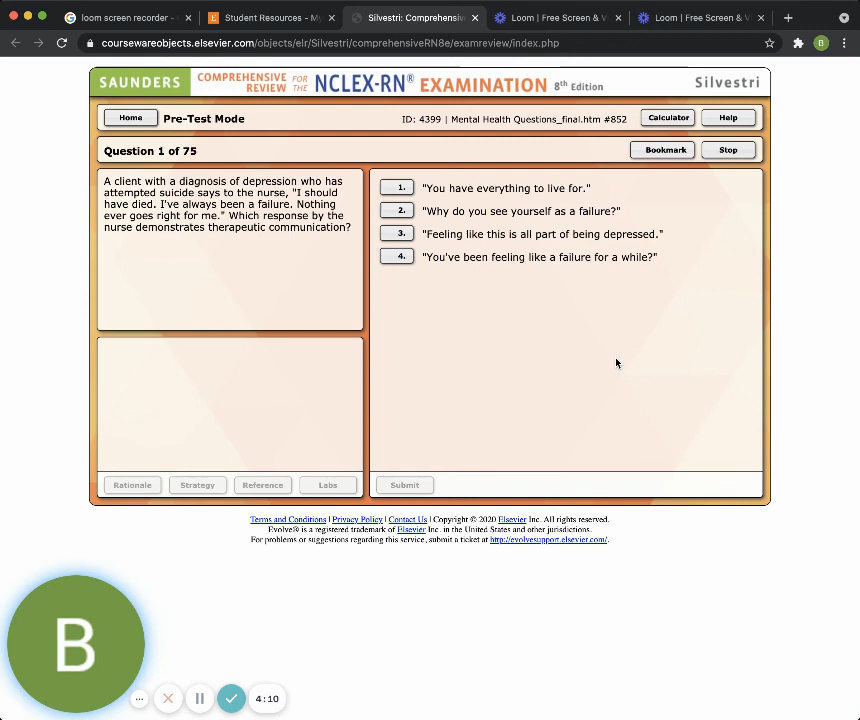 loom screen recorder -
Student Resources - My
Silvestri: Comprehensiv
Loom | Free Screen & V
Loom | Free Screen & V
coursewareobjects.elsevier.com/objects/elr/Silvestri/comprehensiveRN8e/examreview/index.php
B
SAUNDERS COMPREHENSIVE REVIEW FOR THE NCLEX-RN® EXAMINATION 8th Edition Silvestri
Home Pre-Test Mode ID: 4399 | Mental Health Questions_final.htm #852 Calculator Help
Question 1 of 75 Bookmark Stop
A client with a diagnosis of depression who has
attempted suicide says to the nurse, "I should
have died. I've always been a failure. Nothing
ever goes right for me." Which response by the
nurse demonstrates therapeutic communication?
1. "You have everything to live for."
2. "Why do you see yourself as a failure?"
3. "Feeling like this is all part of being depressed."
4. "You've been feeling like a failure for a while?"
Rationale Strategy Reference Labs Submit
Terms and Conditions | Privacy Policy | Contact Us | Copyright © 2020 Elsevier Inc. All rights reserved.
Evolve® is a registered trademark of Elsevier Inc. in the United States and other jurisdictions.
For problems or suggestions regarding this service, submit a ticket at http://evolvesupport.elsevier.com/.
B
4:10